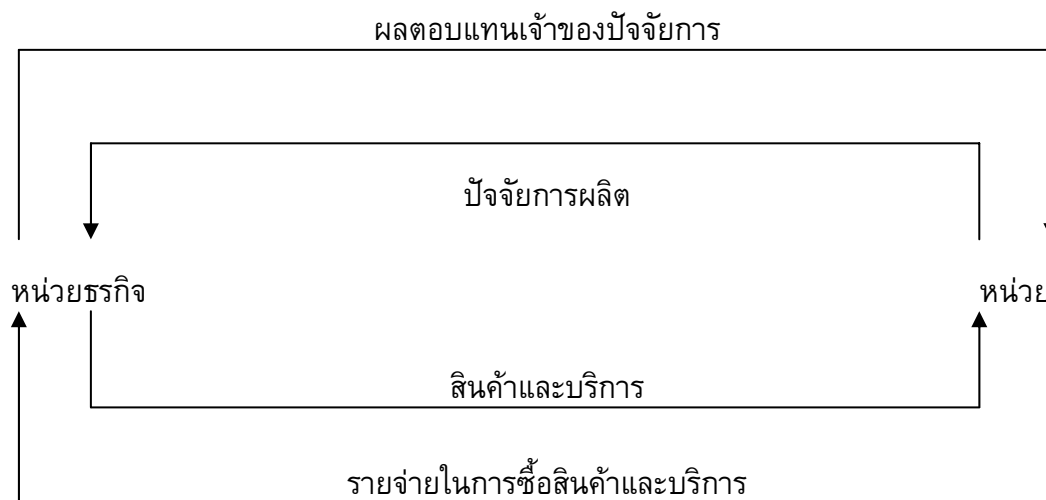 ผลตอบแทนเจ้าของปัจจัยการ
ปัจจัยการผลิต
หน่วยธรกิจ
หน่วย
สินค้าและบริการ
รายจ่ายในการซื้อสินค้าและบริการ